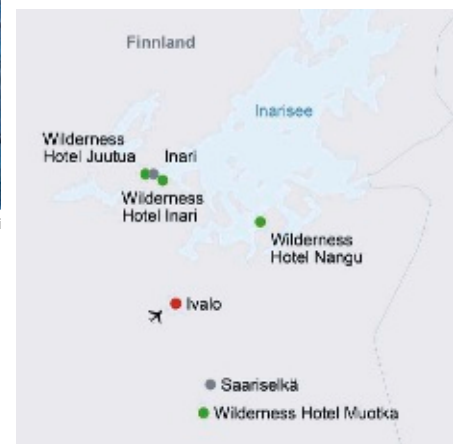 Finnland
Inarisee
Wilderness
Hotel Juutua
Inari
Wilderness
Hotel Inari
Wilderness
Hotel Nangu
Ivalo
Saariselkä
Wilderness Hotel Muotka